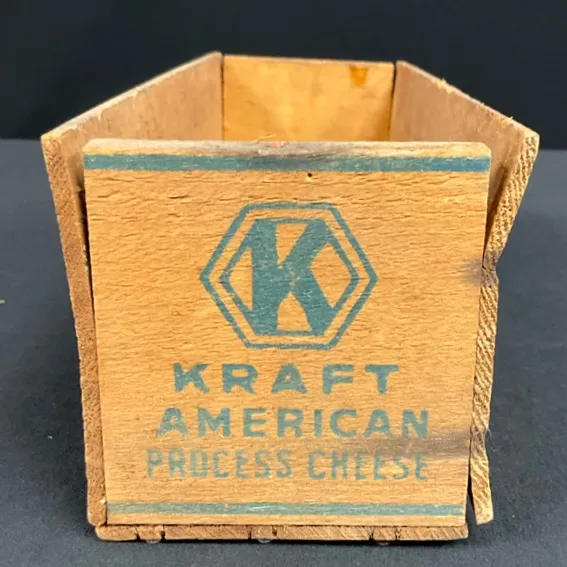 K
KRAFT
AMERICAN
PROCESS CHEESE